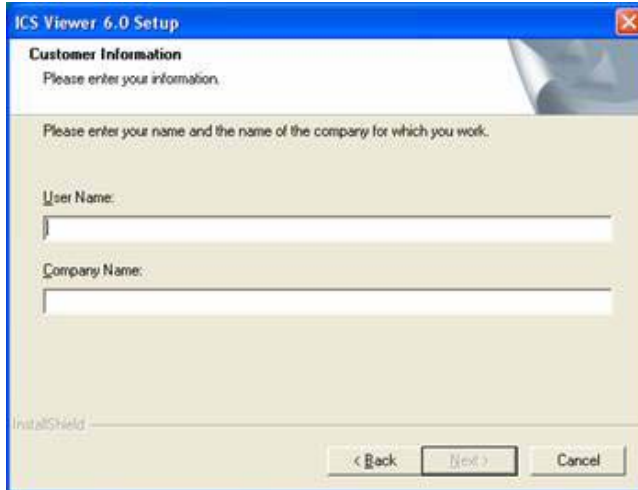 ICS Viewer 6.0 Setup
Customer Information
Please enter your information.
Please enter your name and the name of the company for which you work.
User Name:
Company Name:
InstallShield
< Back Next > Cancel